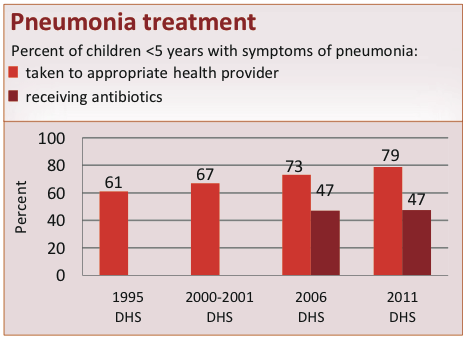 Pneumonia treatment
Percent of children <5 years with symptoms of pneumonia:
taken to appropriate health provider
receiving antibiotics
Percent
100
80
60
40
20
0
61
67
73
47
79
47
1995
DHS
2000-2001
DHS
2006
DHS
2011
DHS